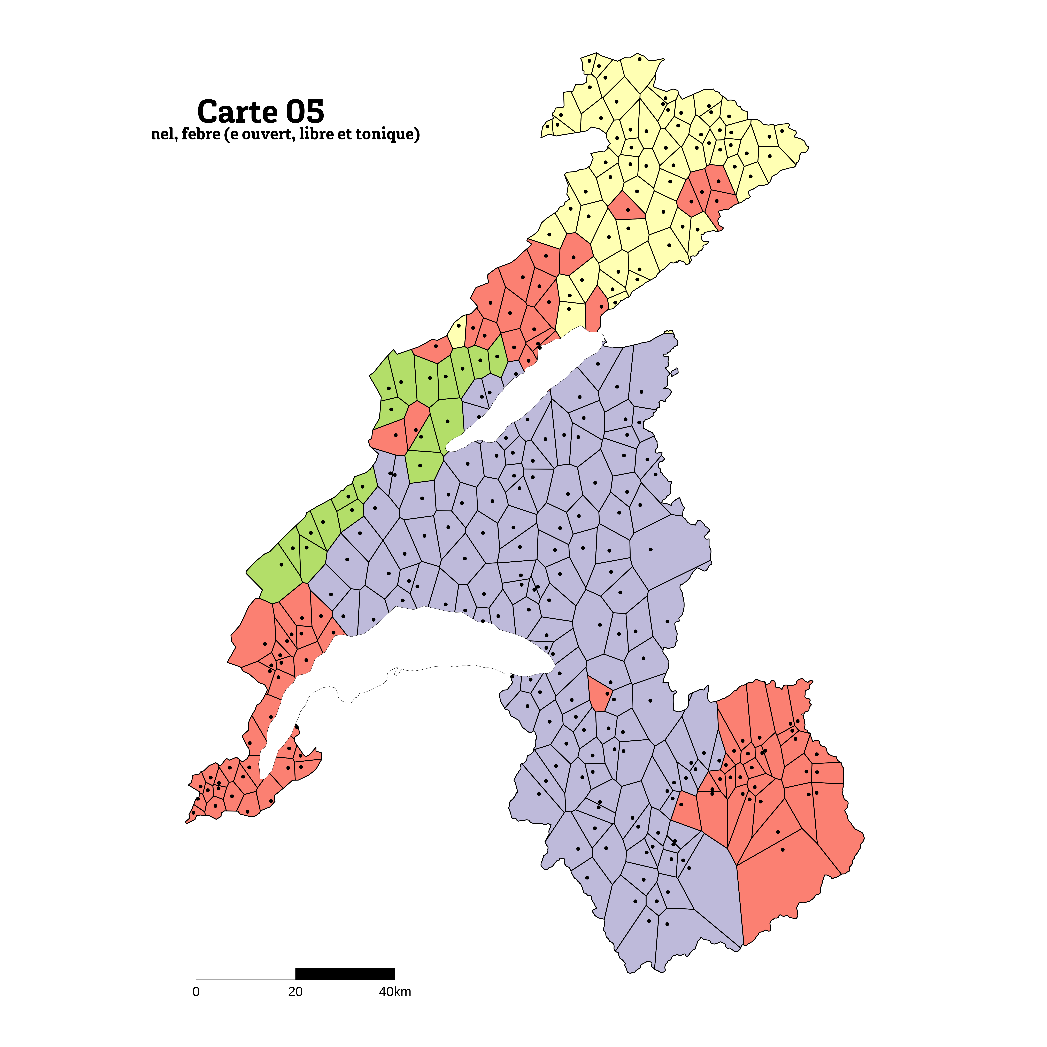 Carte 05
nel, febre (e ouvert, libre et tonique)
0 20 40km